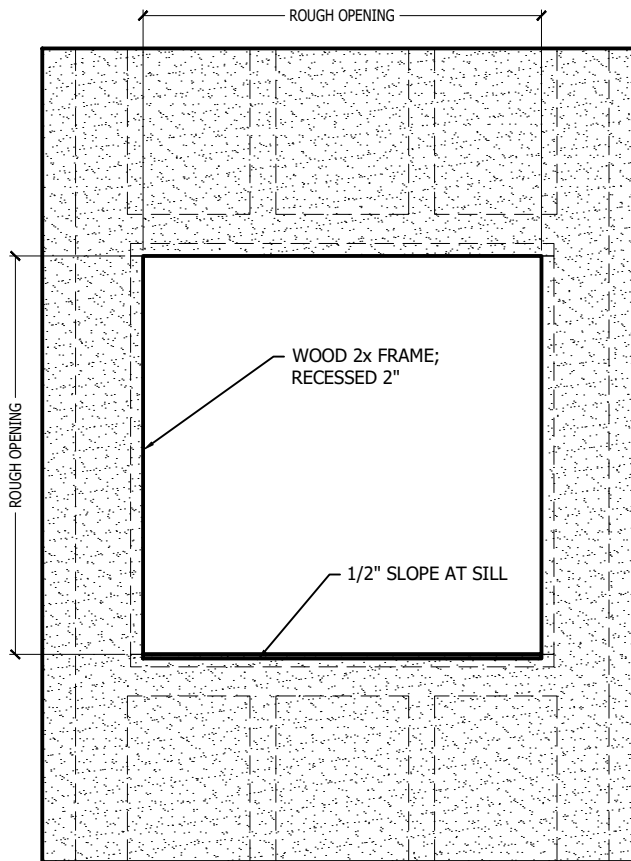 ROUGH OPENING
WOOD 2x FRAME;
RECESSED 2"
ROUGH OPENING
1/2" SLOPE AT SILL